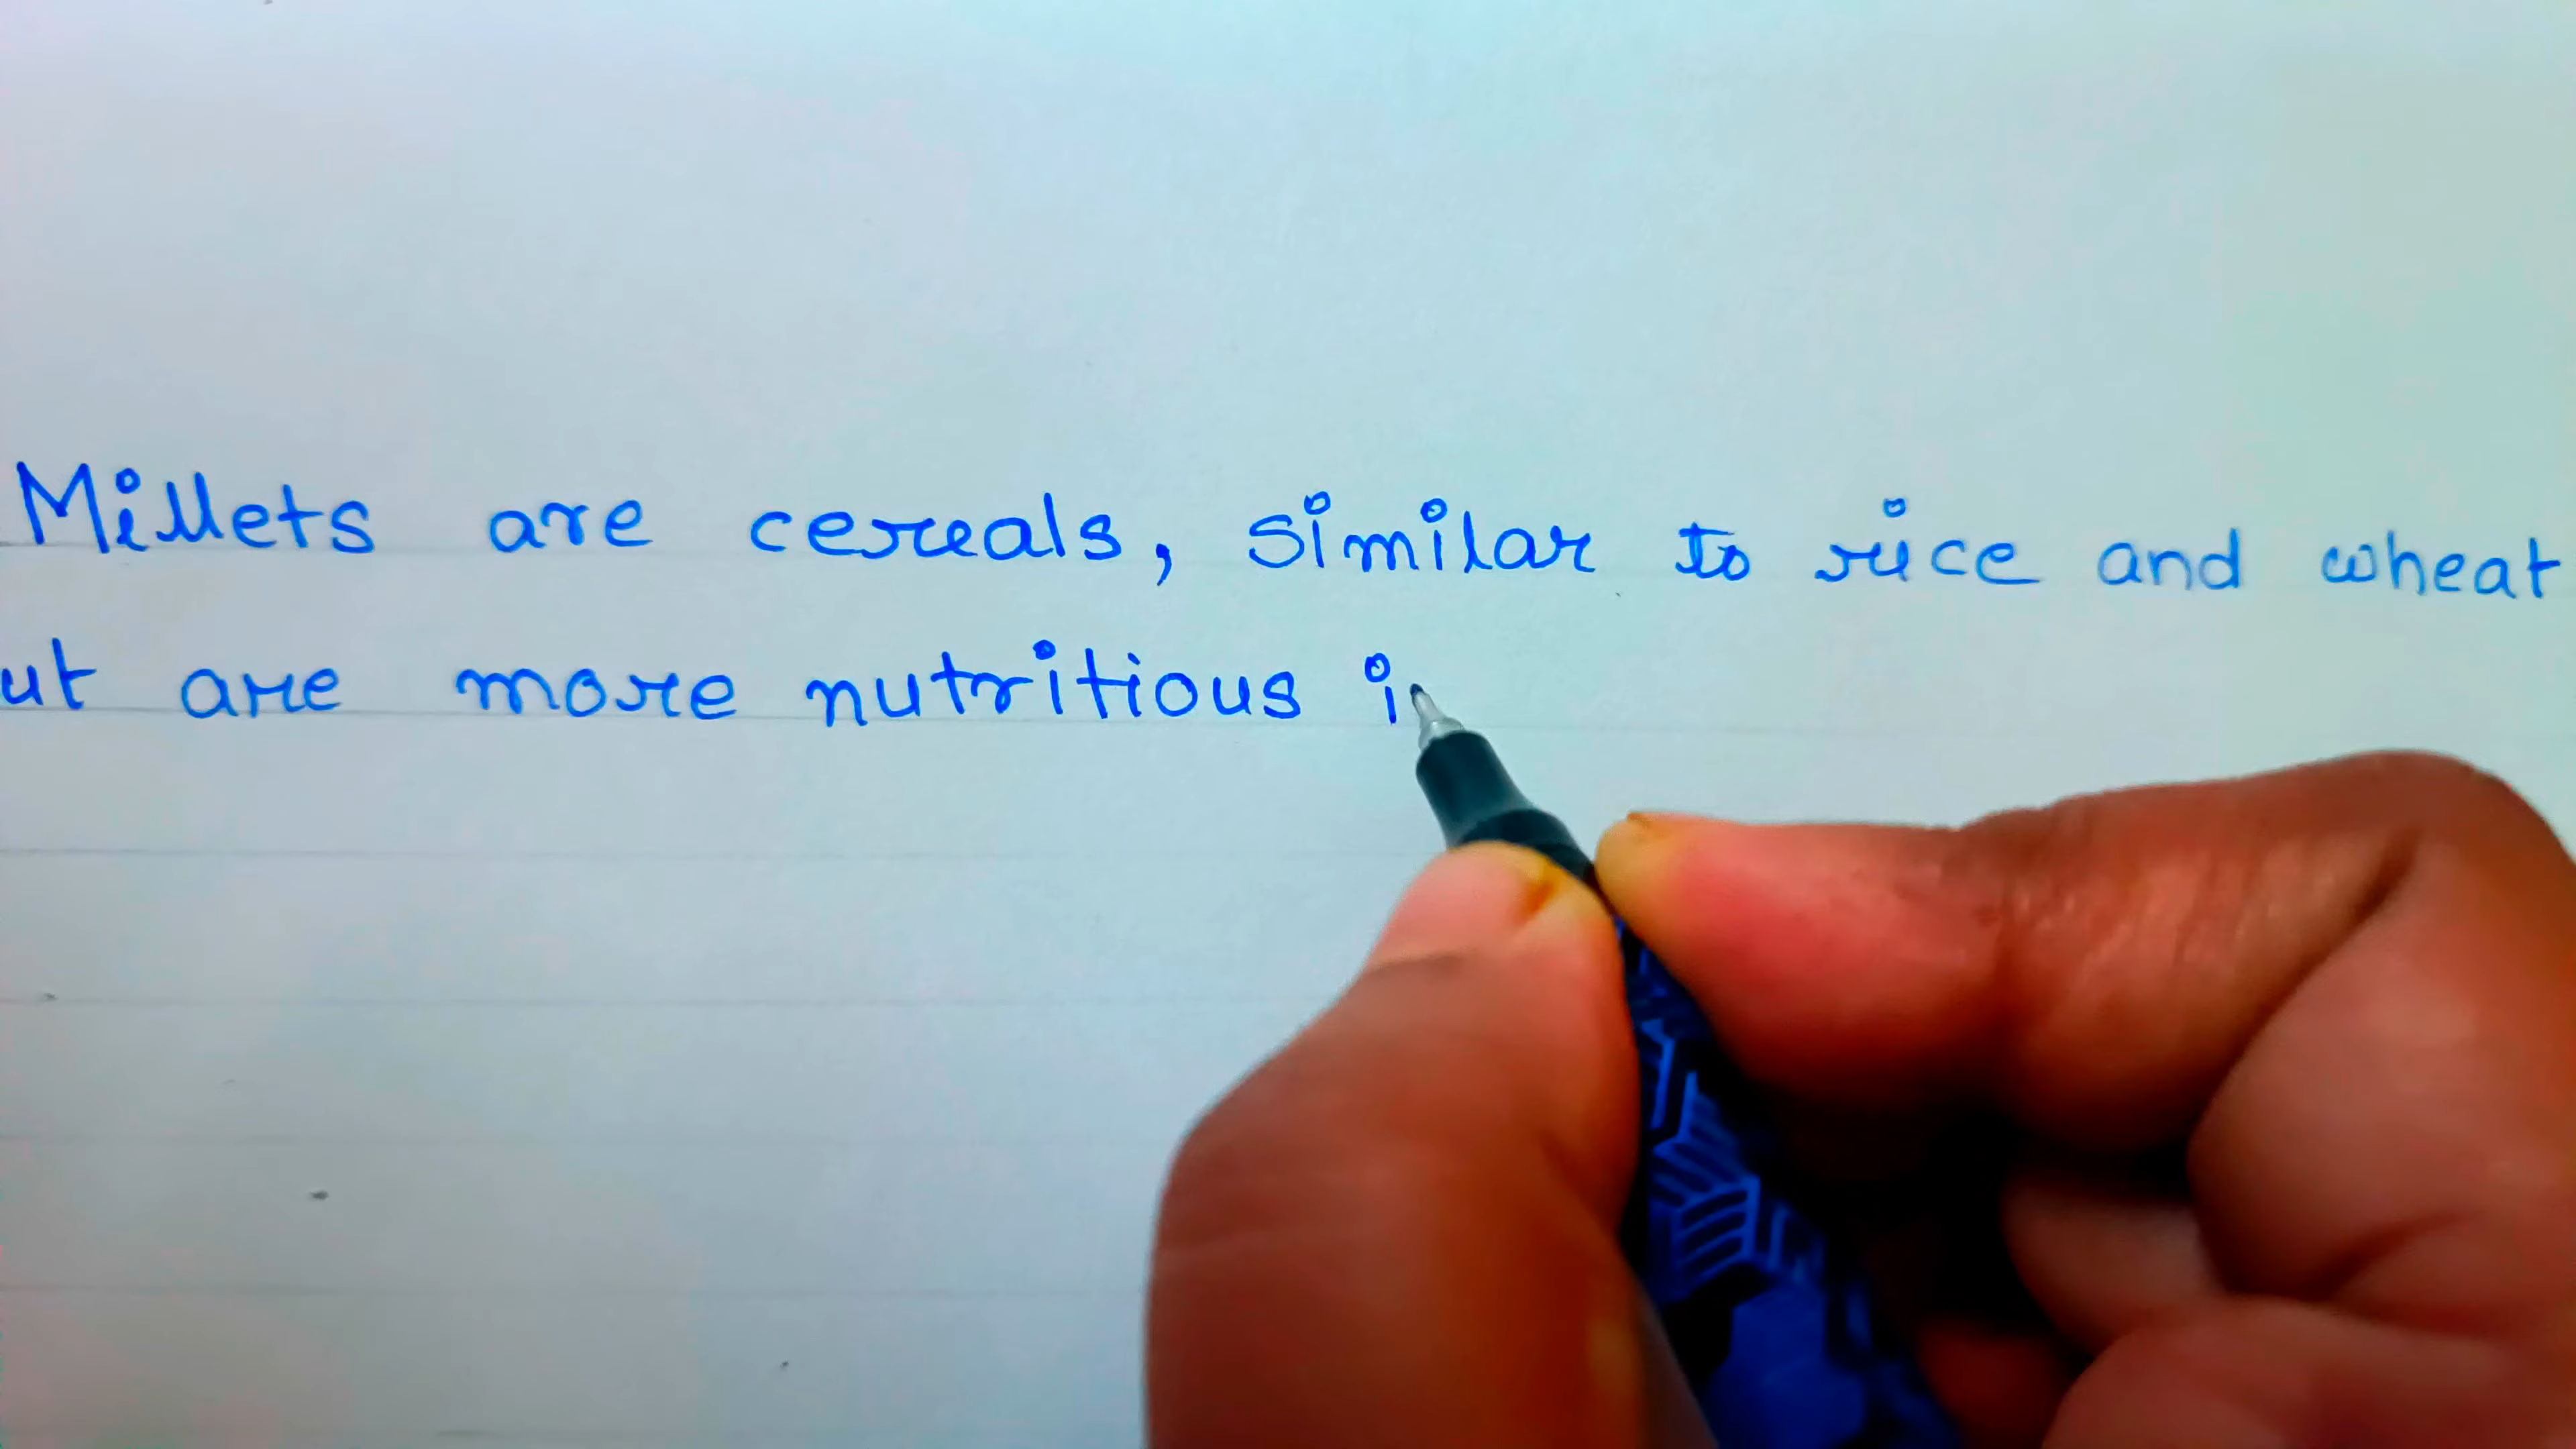 Millets are cereals, similar to rice and wheat
ut are more nutritious i